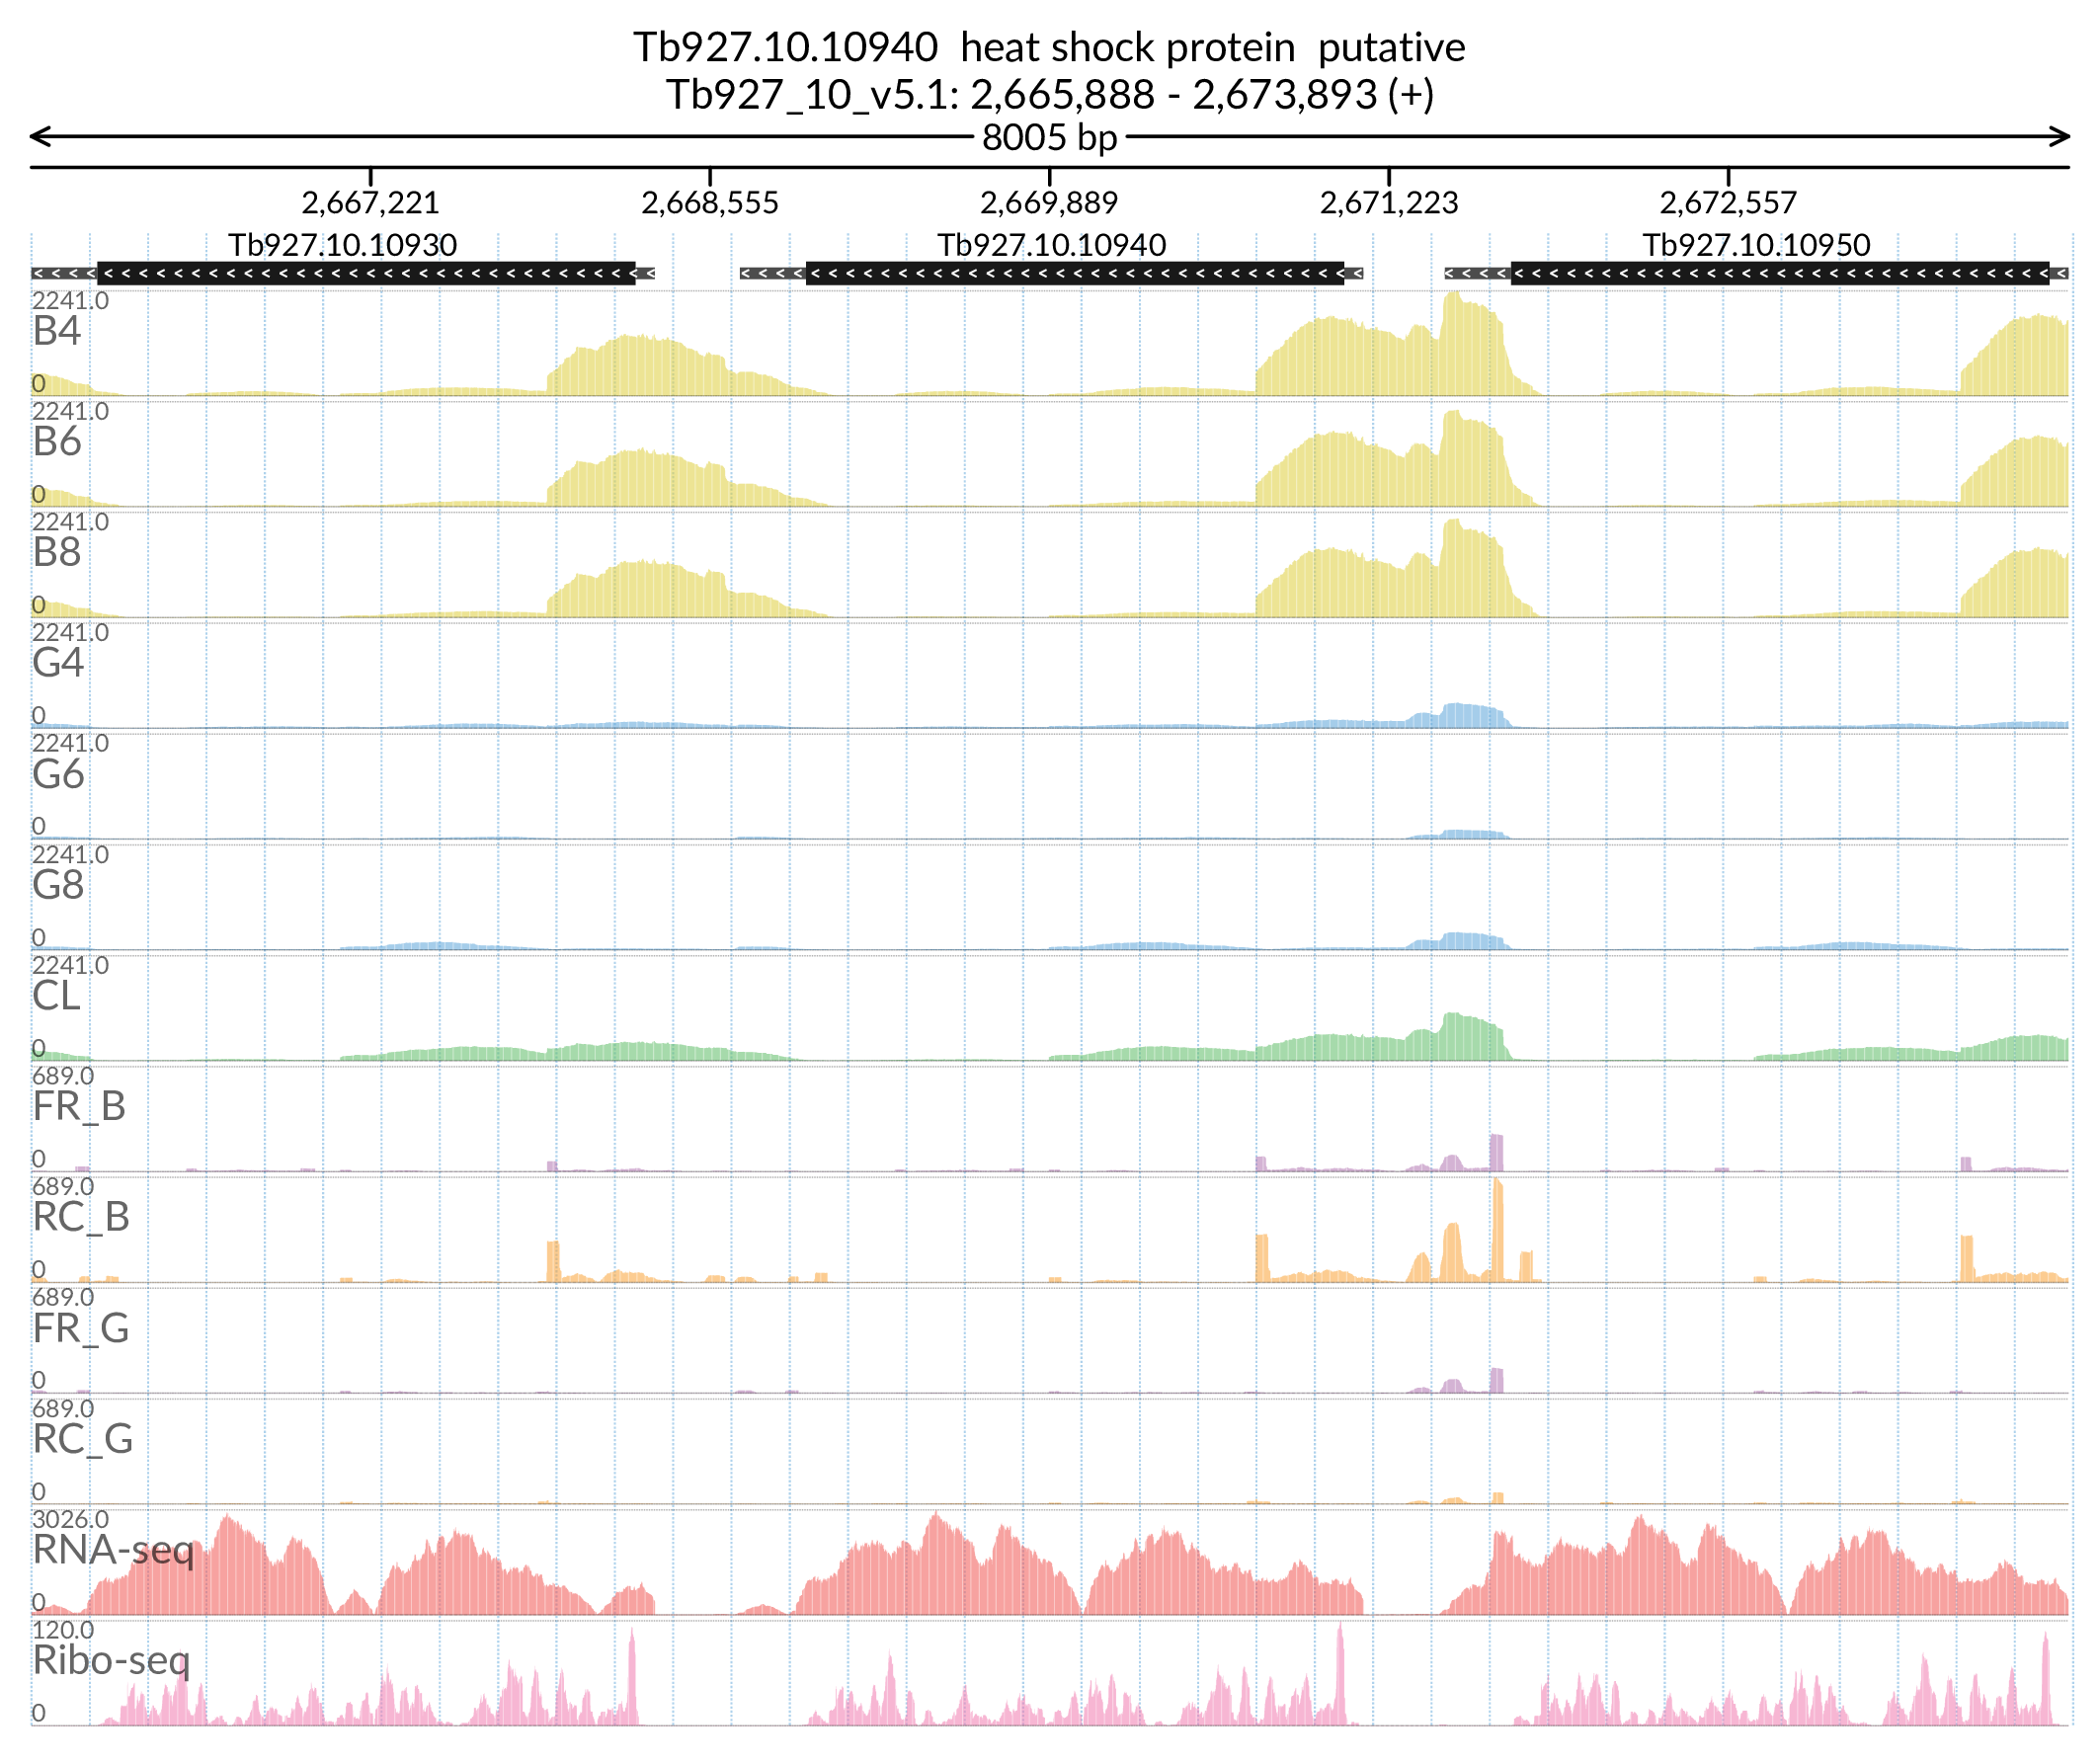 Tb927.10.10940  heat shock protein  putative
Tb927_10_v5.1: 2,665,888 - 2,673,893 (+)
8005 bp
2,667,221 2,668,555 2,669,889 2,671,223 2,672,557
Tb927.10.10930 Tb927.10.10940 Tb927.10.10950
2241.0
B4
0
2241.0
B6
0
2241.0
B8
0
2241.0
G4
0
2241.0
G6
0
2241.0
G8
0
2241.0
CL
0
689.0
FR_B
0
689.0
RC_B
0
689.0
FR_G
0
689.0
RC_G
0
3026.0
RNA-seq
0
120.0
Ribo-seq
0